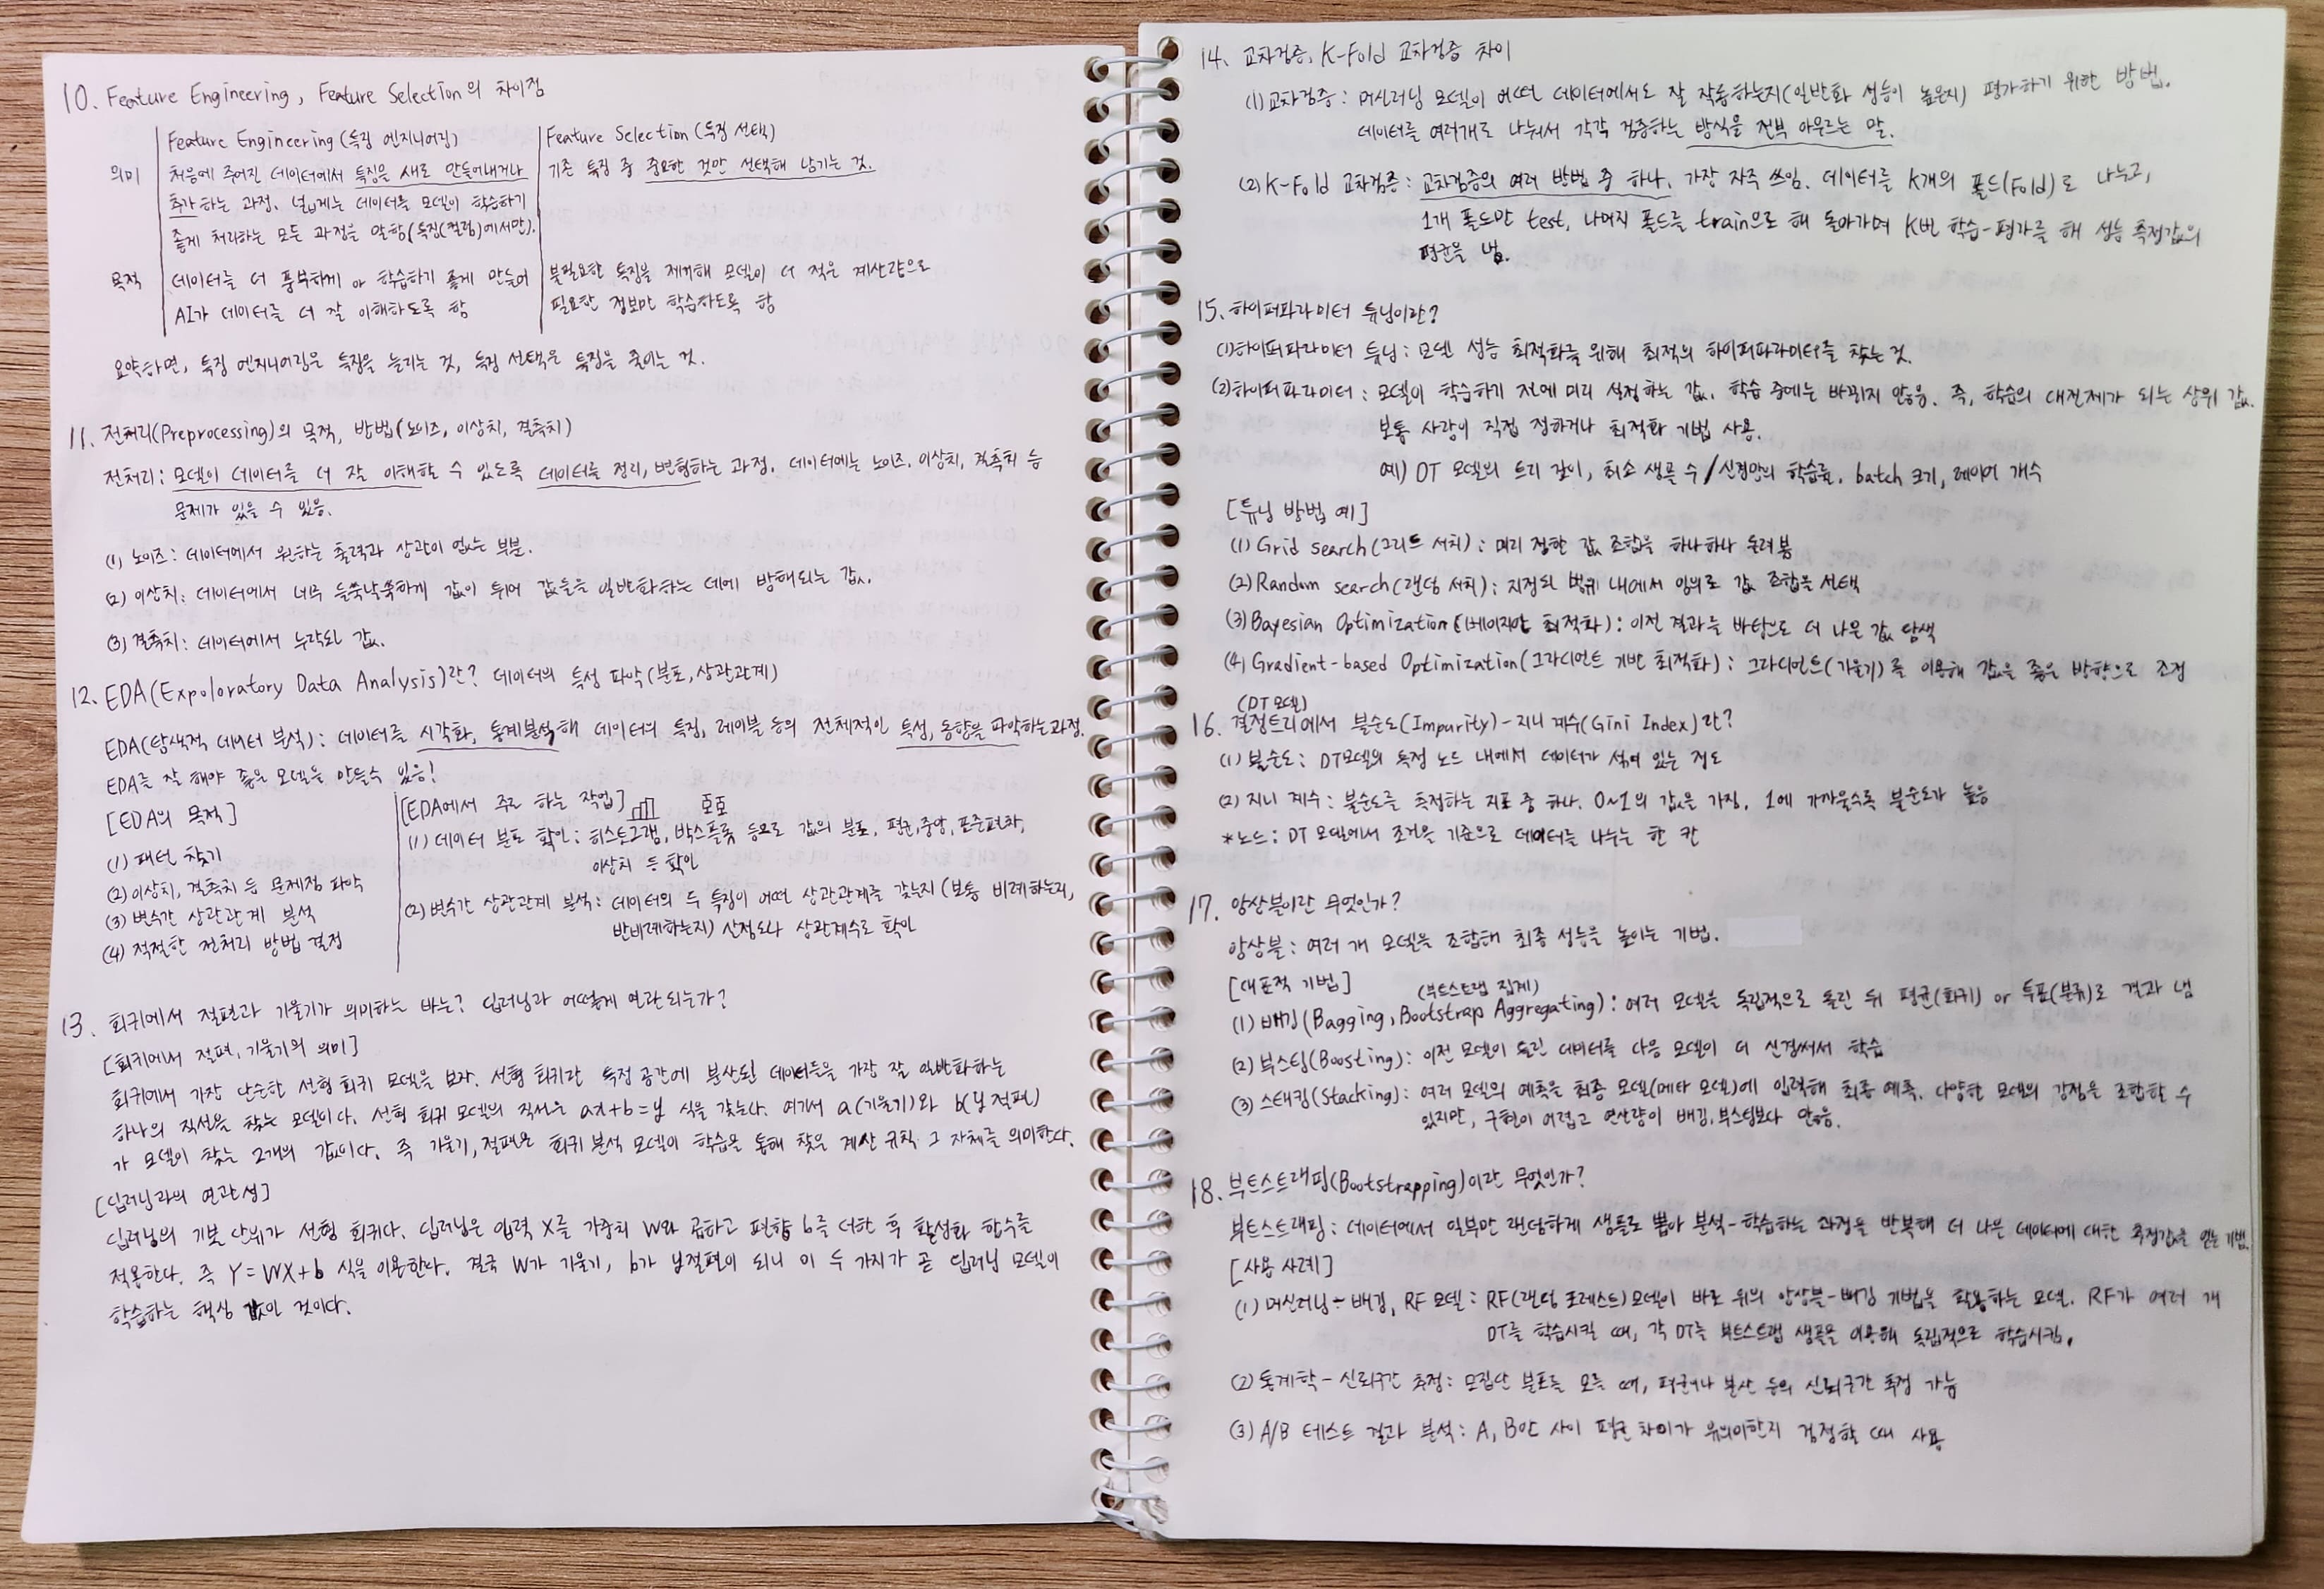 10. Feature Engineering, Feature Selection의 차이점
Feature Engineering (특징 엔지니어링)
Feature Selection (특징 선택)
의미
처음에 주어진 데이터에서 특징을 새로 만들어내거나
추가하는 과정. 넓게는 데이터를 모델이 학습하기
좋게 처리하는 모든 과정을 말함(특징(컬럼)에서만).
기존 특징 중 중요한 것만 선택해 남기는 것.
목적
데이터를 더 풍부하게 or 학습하기 좋게 만들어
AI가 데이터를 더 잘 이해하도록 함
불필요한 특징을 제거해 모델이 더 적은 계산량으로
필요한 정보만 학습하도록 함
요약하면, 특징 엔지니어링은 특징을 늘리는 것, 특징 선택은 특징을 줄이는 것.
11. 전처리(Preprocessing)의 목적, 방법(노이즈, 이상치, 결측치)
전처리: 모델이 데이터를 더 잘 이해할 수 있도록 데이터를 정리, 변형하는 과정. 데이터에는 노이즈, 이상치, 결측치 등
문제가 있을 수 있음.
(1) 노이즈: 데이터에서 원하는 출력과 상관이 없는 부분.
(2) 이상치: 데이터에서 너무 들쑥날쑥하게 값이 튀어 값들을 일반화하는 데에 방해되는 값.
(3) 결측치: 데이터에서 누락된 값.
12. EDA(Expoloratory Data Analysis)란? 데이터의 특성 파악(분포, 상관관계)
EDA(탐색적 데이터 분석): 데이터를 시각화, 통계분석해 데이터의 특징, 레이블 등의 전체적인 특성, 동향을 파악하는 과정.
EDA를 잘 해야 좋은 모델을 만들수 있음!
[EDA의 목적]
(1) 패턴 찾기
(2) 이상치, 결측치 등 문제점 파악
(3) 변수간 상관관계 분석
(4) 적절한 전처리 방법 결정
[EDA에서 주로 하는 작업]
(1) 데이터 분포 확인: 히스토그램, 박스플롯 등으로 값의 분포, 평균, 중앙, 표준편차,
이상치 등 확인
(2) 변수간 상관관계 분석: 데이터의 두 특징이 어떤 상관관계를 갖는지 (보통 비례하는지,
반비례하는지) 산점도나 상관계수로 확인
13. 회귀에서 절편과 기울기가 의미하는 바는? 딥러닝과 어떻게 연관되는가?
[회귀에서 절편, 기울기의 의미]
회귀에서 가장 단순한 선형 회귀 모델을 보자. 선형 회귀란 특정 공간에 분산된 데이터들을 가장 잘 일반화하는
하나의 직선을 찾는 모델이다. 선형 회귀 모델의 직선은 ax+b=y 식을 갖는다. 여기서 a(기울기)와 b(y절편)
가 모델이 찾는 2개의 값이다. 즉 기울기, 절편은 회귀 분석 모델이 학습을 통해 찾은 계산 규칙 그 자체를 의미한다.
[딥러닝과의 연관성]
딥러닝의 기본 단위가 선형 회귀다. 딥러닝은 입력 X를 가중치 W와 곱하고 편향 b를 더한 후 활성화 함수를
적용한다. 즉 Y=WX+b 식을 이용한다. 결국 W가 기울기, b가 y절편이 되니 이 두 가지가 곧 딥러닝 모델이
학습하는 핵심 값인 것이다.
14. 교차검증, K-Fold 교차검증 차이
(1) 교차검증: 머신러닝 모델이 어떤 데이터에서도 잘 작동하는지(일반화 성능이 높은지) 평가하기 위한 방법.
데이터를 여러개로 나눠서 각각 검증하는 방식을 전부 아우르는 말.
(2) K-Fold 교차검증: 교차검증의 여러 방법 중 하나. 가장 자주 쓰임. 데이터를 K개의 폴드(Fold)로 나누고,
1개 폴드만 test, 나머지 폴드를 train으로 해 돌아가며 K번 학습-평가를 해 성능 측정값의
평균을 냄.
15. 하이퍼파라미터 튜닝이란?
(1) 하이퍼파라미터 튜닝: 모델 성능 최적화를 위해 최적의 하이퍼파라미터를 찾는 것.
(2) 하이퍼파라미터: 모델이 학습하기 전에 미리 설정하는 값. 학습 중에는 바뀌지 않음. 즉, 학습의 대전제가 되는 상위 값.
보통 사람이 직접 정하거나 최적화 기법 사용.
예) DT 모델의 트리 깊이, 최소 샘플 수 / 신경망의 학습률, batch 크기, 레이어 개수
[튜닝 방법 예]
(1) Grid search(그리드 서치): 미리 정한 값 조합을 하나하나 돌려봄
(2) Random search(랜덤 서치): 지정된 범위 내에서 임의로 값 조합을 선택
(3) Bayesian Optimization(베이지안 최적화): 이전 결과를 바탕으로 더 나은 값 탐색
(4) Gradient-based Optimization(그라디언트 기반 최적화): 그라디언트(기울기)를 이용해 값을 좋은 방향으로 조정
(DT모델)
16. 결정트리에서 불순도(Impurity)-지니 계수(Gini Index)란?
(1) 불순도: DT모델의 특정 노드 내에서 데이터가 섞여 있는 정도
(2) 지니 계수: 불순도를 측정하는 지표 중 하나. 0~1의 값을 가짐. 1에 가까울수록 불순도가 높음
*노드: DT 모델에서 조건을 기준으로 데이터를 나누는 한 칸
17. 앙상블이란 무엇인가?
앙상블: 여러 개 모델을 조합해 최종 성능을 높이는 기법.
[대표적 기법]
(부트스트랩 집계)
(1) 배깅(Bagging, Bootstrap Aggregating): 여러 모델을 독립적으로 돌린 뒤 평균(회귀) or 투표(분류)로 결과 냄
(2) 부스팅(Boosting): 이전 모델이 틀린 데이터를 다음 모델이 더 신경써서 학습
(3) 스태킹(Stacking): 여러 모델의 예측을 최종 모델(메타 모델)에 입력해 최종 예측. 다양한 모델의 강점을 조합할 수
있지만, 구현이 어렵고 연산량이 배깅, 부스팅보다 많음.
18. 부트스트래핑(Bootstrapping)이란 무엇인가?
부트스트래핑: 데이터에서 일부만 랜덤하게 샘플로 뽑아 분석-학습하는 과정을 반복해 더 나은 데이터에 대한 추정값을 얻는 기법.
[사용 사례]
(1) 머신러닝-배깅, RF 모델: RF(랜덤 포레스트)모델이 바로 위의 앙상블-배깅 기법을 활용하는 모델. RF가 여러 개
DT를 학습시킬 때, 각 DT를 부트스트랩 샘플을 이용해 독립적으로 학습시킴.
(2) 통계학-신뢰구간 추정: 모집단 분포를 모를 때, 평균이나 분산 등의 신뢰구간 측정 가능
(3) A/B 테스트 결과 분석: A, B안 사이 평균 차이가 유의미한지 검정할 때 사용